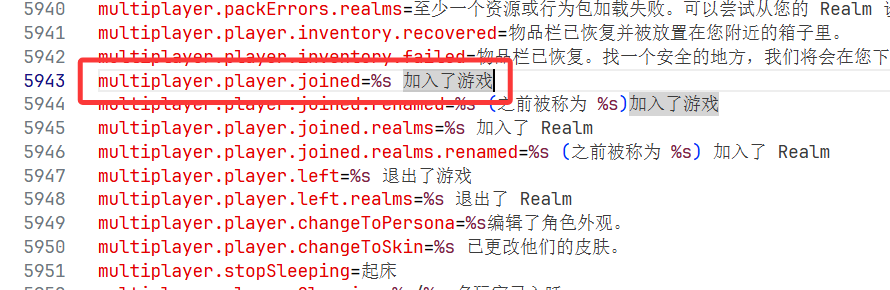 5940 multiplayer.packErrors.realms=至少一个资源或行为包加载失败。可以尝试从您的 Realm
5941 multiplayer.player.inventory.recovered=物品栏已恢复并被放置在您附近的箱子里。
5942 multiplayer.player.inventory.failed=物品栏已恢复。找一个安全的地方，我们将会在您下
5943 multiplayer.player.joined=%s 加入了游戏
5944 multiplayer.player.joined.renamed=%s (之前被称为 %s)加入了游戏
5945 multiplayer.player.joined.realms=%s 加入了 Realm
5946 multiplayer.player.joined.realms.renamed=%s (之前被称为 %s) 加入了 Realm
5947 multiplayer.player.left=%s 退出了游戏
5948 multiplayer.player.left.realms=%s 退出了 Realm
5949 multiplayer.player.changeToPersona=%s编辑了角色外观。
5950 multiplayer.player.changeToSkin=%s 已更改他们的皮肤。
5951 multiplayer.stopSleeping=起床